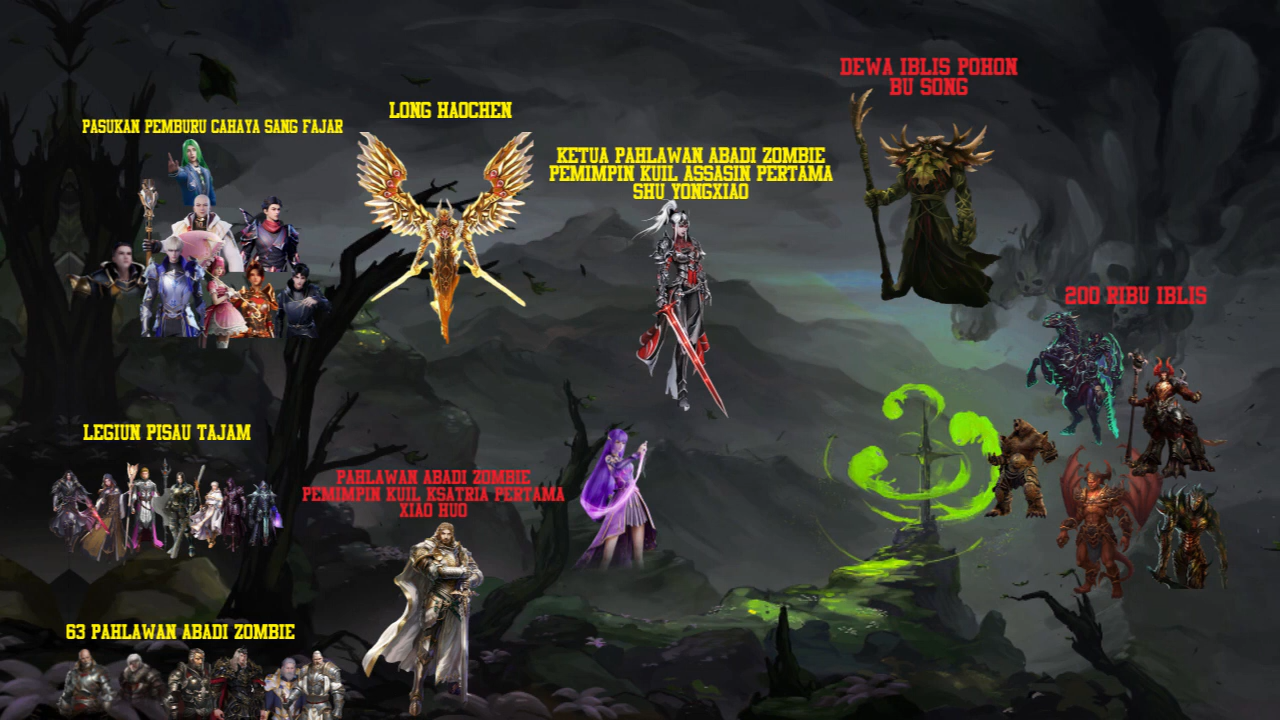 DEWA IBLIS POHON
BU SONG
LONG HAOCHEN
PASUKAN PEMBURU CAHAYA SANG FAJAR
KETUA PAHLAWAN ABADI ZOMBIE
PEMIMPIN KUIL ASSASIN PERTAMA
SHU YONGXIAO
200 RIBU IBLIS
LEGIUN PISAU TAJAM
PAHLAWAN ABADI ZOMBIE
PEMIMPIN KUIL KSATRIA PERTAMA
XIAO HUO
63 PAHLAWAN ABADI ZOMBIE